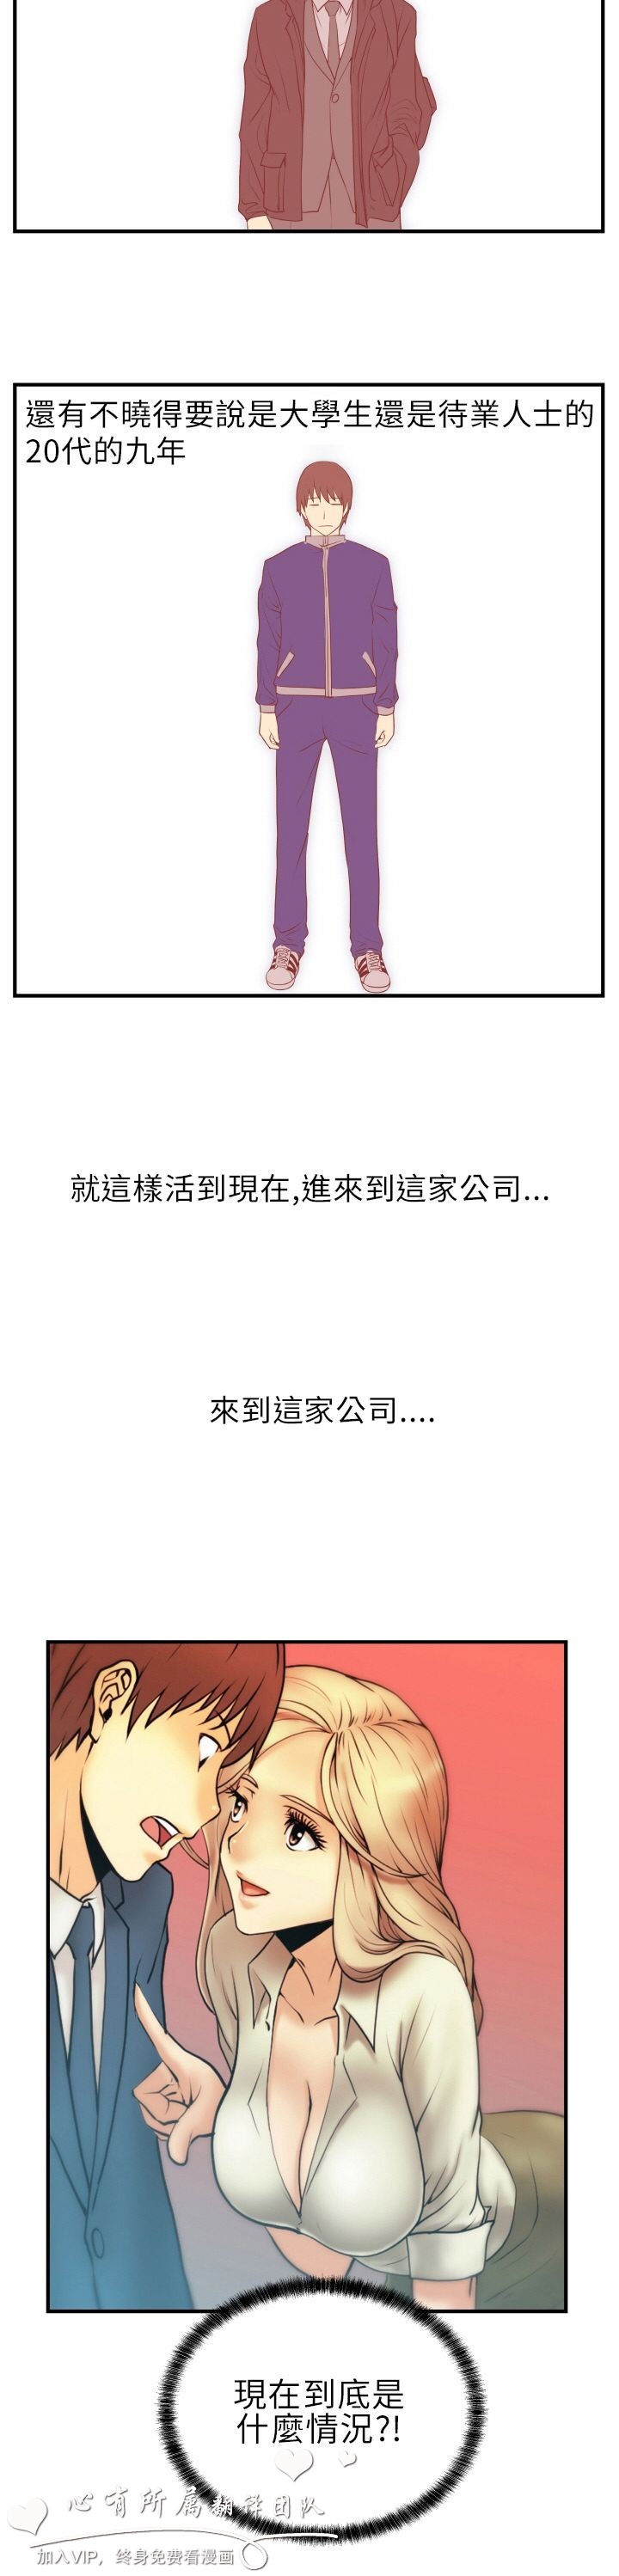 還有不曉得要說是大學生還是待業人士的
20代的九年
就這樣活到現在,進來到這家公司...
來到這家公司....
現在到底是
什麼情況?!
心有所属翻译团队
加入VIP，终身免费看漫画